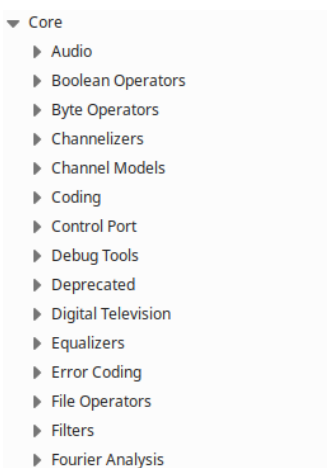 Core
Audio
Boolean Operators
Byte Operators
Channelizers
Channel Models
Coding
Control Port
Debug Tools
Deprecated
Digital Television
Equalizers
Error Coding
File Operators
Filters
Fourier Analysis